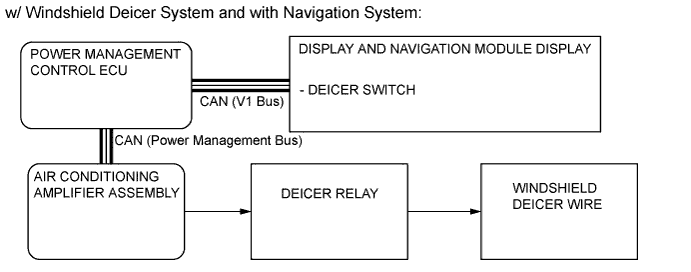 w/ Windshield Deicer System and with Navigation System:
POWER MANAGEMENT
CONTROL ECU
DISPLAY AND NAVIGATION MODULE DISPLAY
- DEICER SWITCH
CAN (V1 Bus)
CAN (Power Management Bus)
AIR CONDITIONING
AMPLIFIER ASSEMBLY
DEICER RELAY
WINDSHIELD
DEICER WIRE